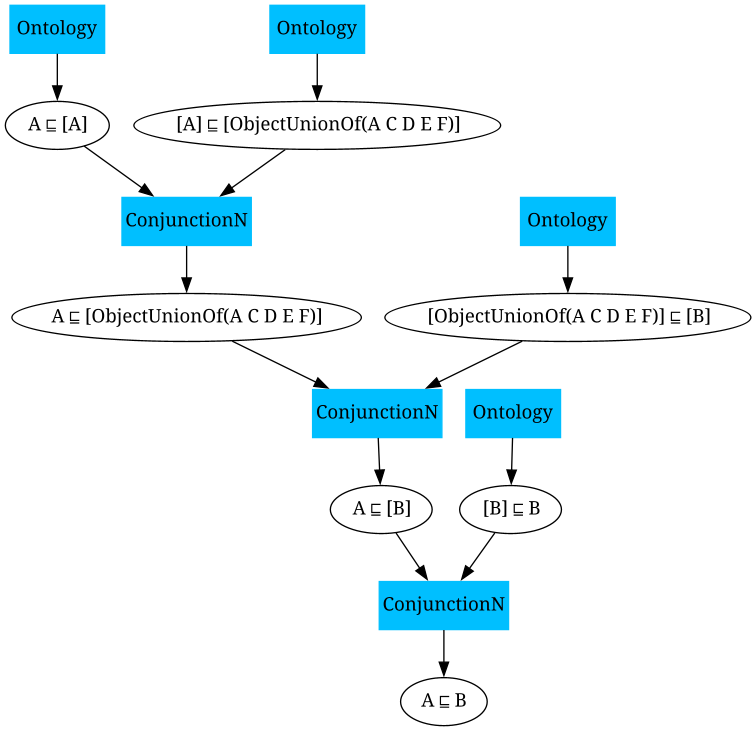 Ontology
Ontology
A ⊑ [A]
[A] ⊑ [ObjectUnionOf(A C D E F)]
ConjunctionN
Ontology
A ⊑ [ObjectUnionOf(A C D E F)]
[ObjectUnionOf(A C D E F)] ⊑ [B]
ConjunctionN
Ontology
A ⊑ [B]
[B] ⊑ B
ConjunctionN
A ⊑ B